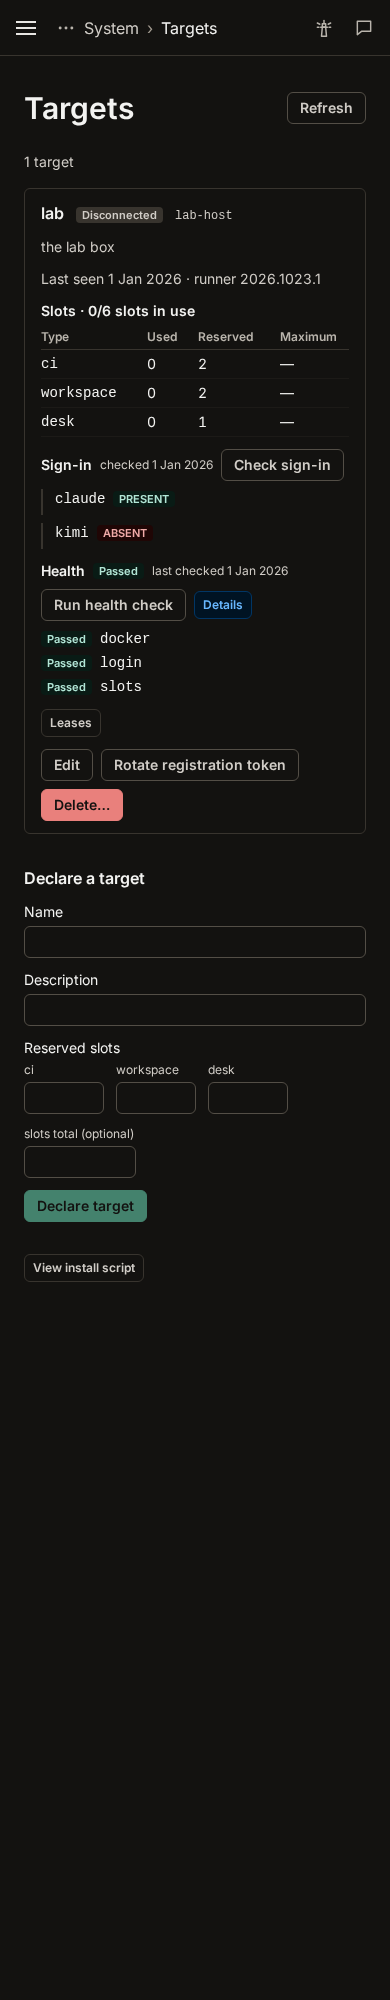 System › Targets
Targets
Refresh
1 target
lab Disconnected lab-host
the lab box
Last seen 1 Jan 2026 · runner 2026.1023.1
Slots · 0/6 slots in use
Type Used Reserved Maximum
ci 0 2 —
workspace 0 2 —
desk 0 1 —
Sign-in checked 1 Jan 2026 Check sign-in
claude PRESENT
kimi ABSENT
Health Passed last checked 1 Jan 2026
Run health check Details
Passed docker
Passed login
Passed slots
Leases
Edit Rotate registration token
Delete...
Declare a target
Name
Description
Reserved slots
ci workspace desk
slots total (optional)
Declare target
View install script